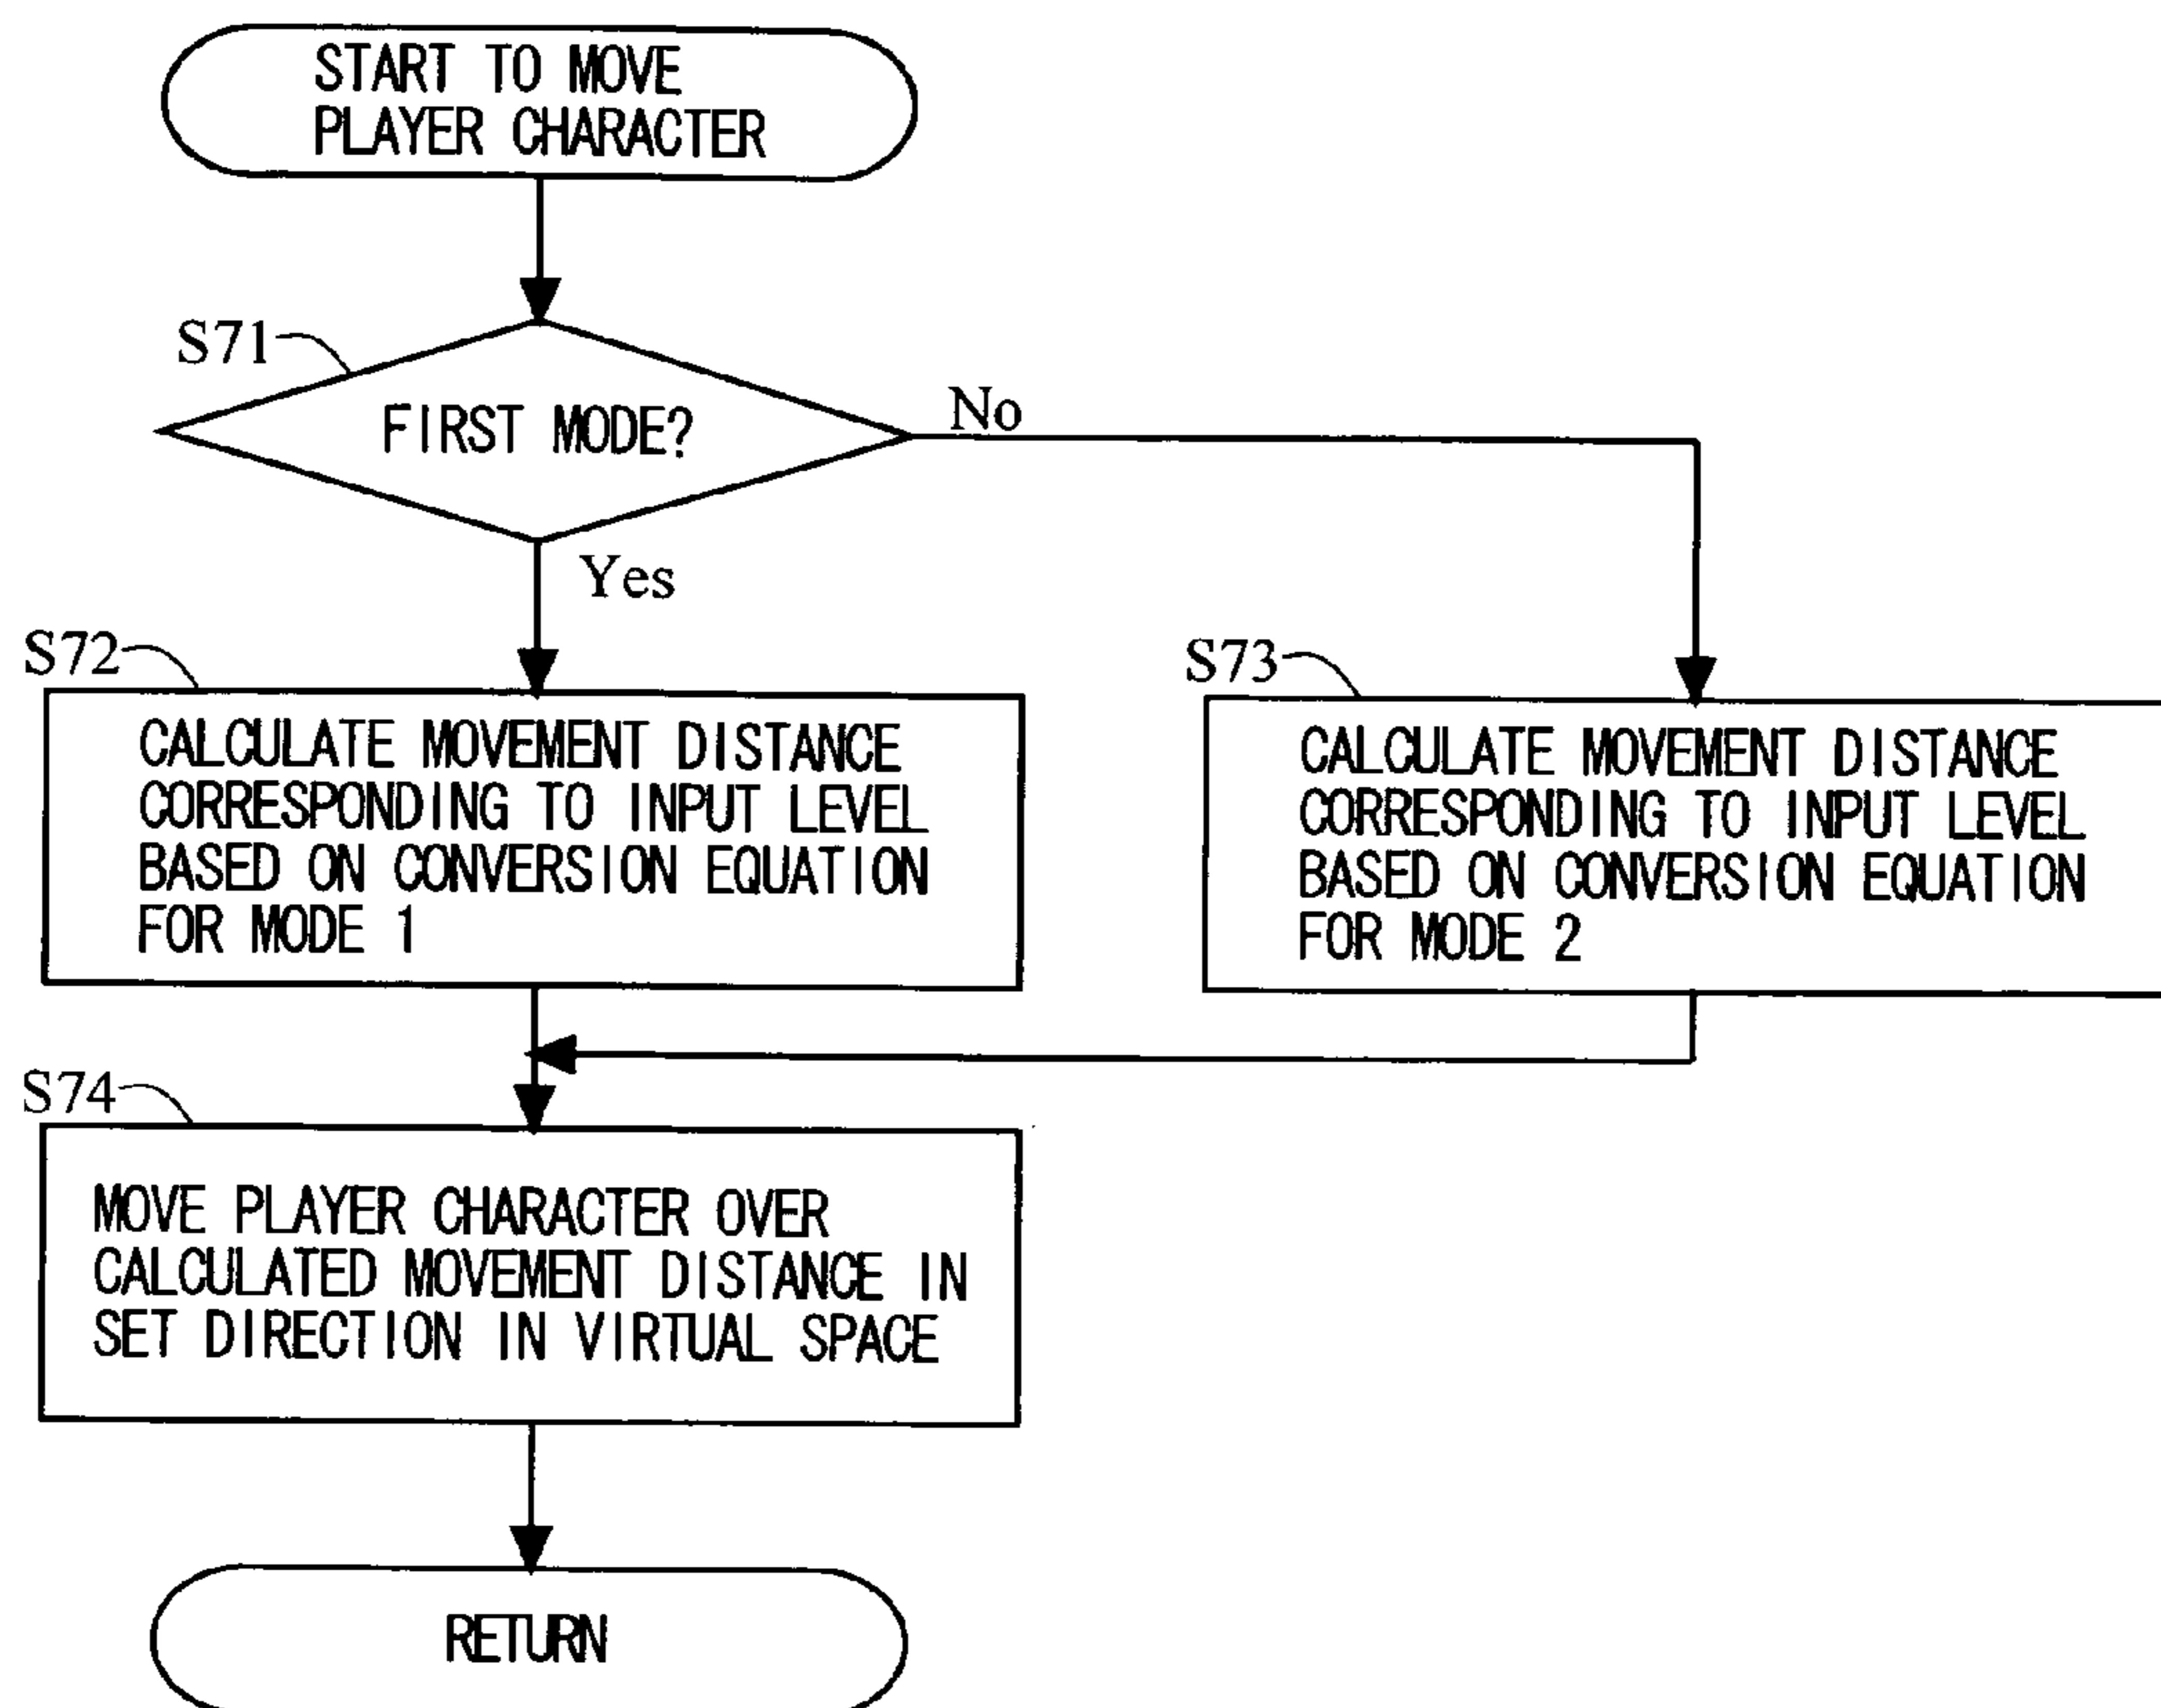 START TO MOVE
PLAYER CHARACTER
S71
FIRST MODE?
No
Yes
S72
CALCULATE MOVEMENT DISTANCE
CORRESPONDING TO INPUT LEVEL
BASED ON CONVERSION EQUATION
FOR MODE 1
S73
CALCULATE MOVEMENT DISTANCE
CORRESPONDING TO INPUT LEVEL
BASED ON CONVERSION EQUATION
FOR MODE 2
S74
MOVE PLAYER CHARACTER OVER
CALCULATED MOVEMENT DISTANCE IN
SET DIRECTION IN VIRTUAL SPACE
RETURN